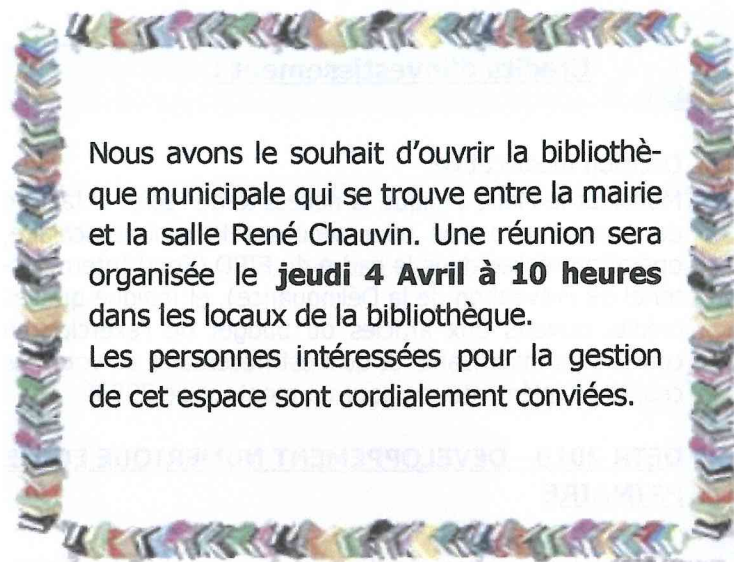 Nous avons le souhait d'ouvrir la bibliothè-
que municipale qui se trouve entre la mairie
et la salle René Chauvin. Une réunion sera
organisée le jeudi 4 Avril à 10 heures
dans les locaux de la bibliothèque.
Les personnes intéressées pour la gestion
de cet espace sont cordialement conviées.